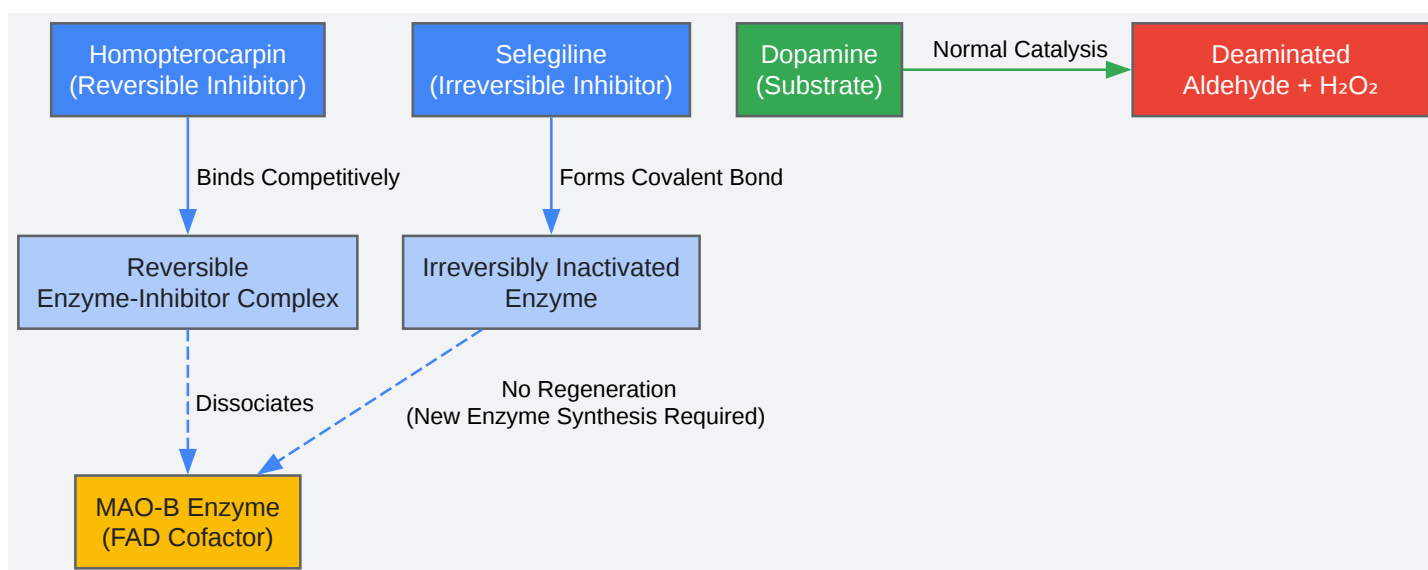 Homopterocarpin
(Reversible Inhibitor)
Selegiline
(Irreversible Inhibitor)
Dopamine
(Substrate)
Normal Catalysis
Deaminated
Aldehyde + H₂O₂
Binds Competitively
Forms Covalent Bond
Reversible
Enzyme-Inhibitor Complex
Irreversibly Inactivated
Enzyme
Dissociates
No Regeneration
(New Enzyme Synthesis Required)
MAO-B Enzyme
(FAD Cofactor)